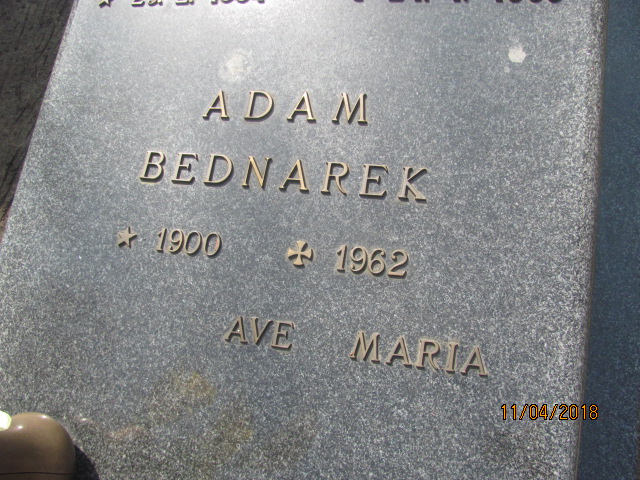 ADAM
BEDNAREK
★ 1900 ✠ 1962
AVE MARIA
11/04/2018